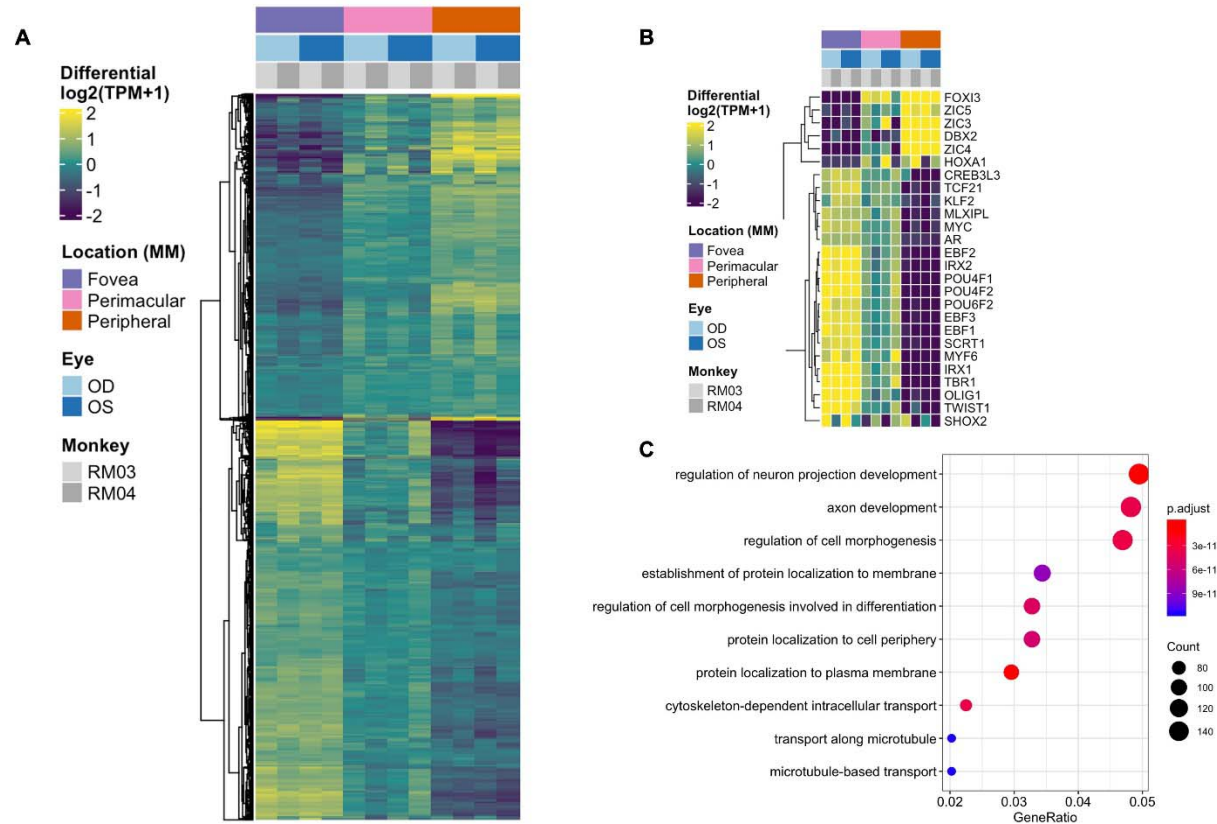 A
Differential
log2(TPM+1)
2
1
0
-1
-2
Location (MM)
Fovea
Perimacular
Peripheral
Eye
OD
OS
Monkey
RM03
RM04
B
Differential
log2(TPM+1)
2
1
0
-1
-2
Location (MM)
Fovea
Perimacular
Peripheral
Eye
OD
OS
Monkey
RM03
RM04
FOXI3
ZIC5
ZIC3
DBX2
ZIC4
HOXA1
CREB3L3
TCF21
KLF2
MLXIPL
MYC
AR
EBF2
IRX2
POU4F1
POU4F2
POU6F2
EBF3
EBF1
SCRT1
MYF6
IRX1
TBR1
OLIG1
TWIST1
SHOX2
C
regulation of neuron projection development
axon development
regulation of cell morphogenesis
establishment of protein localization to membrane
regulation of cell morphogenesis involved in differentiation
protein localization to cell periphery
protein localization to plasma membrane
cytoskeleton-dependent intracellular transport
transport along microtubule
microtubule-based transport
0.02 0.03 0.04 0.05
GeneRatio
p.adjust
3e-11
6e-11
9e-11
Count
80
100
120
140